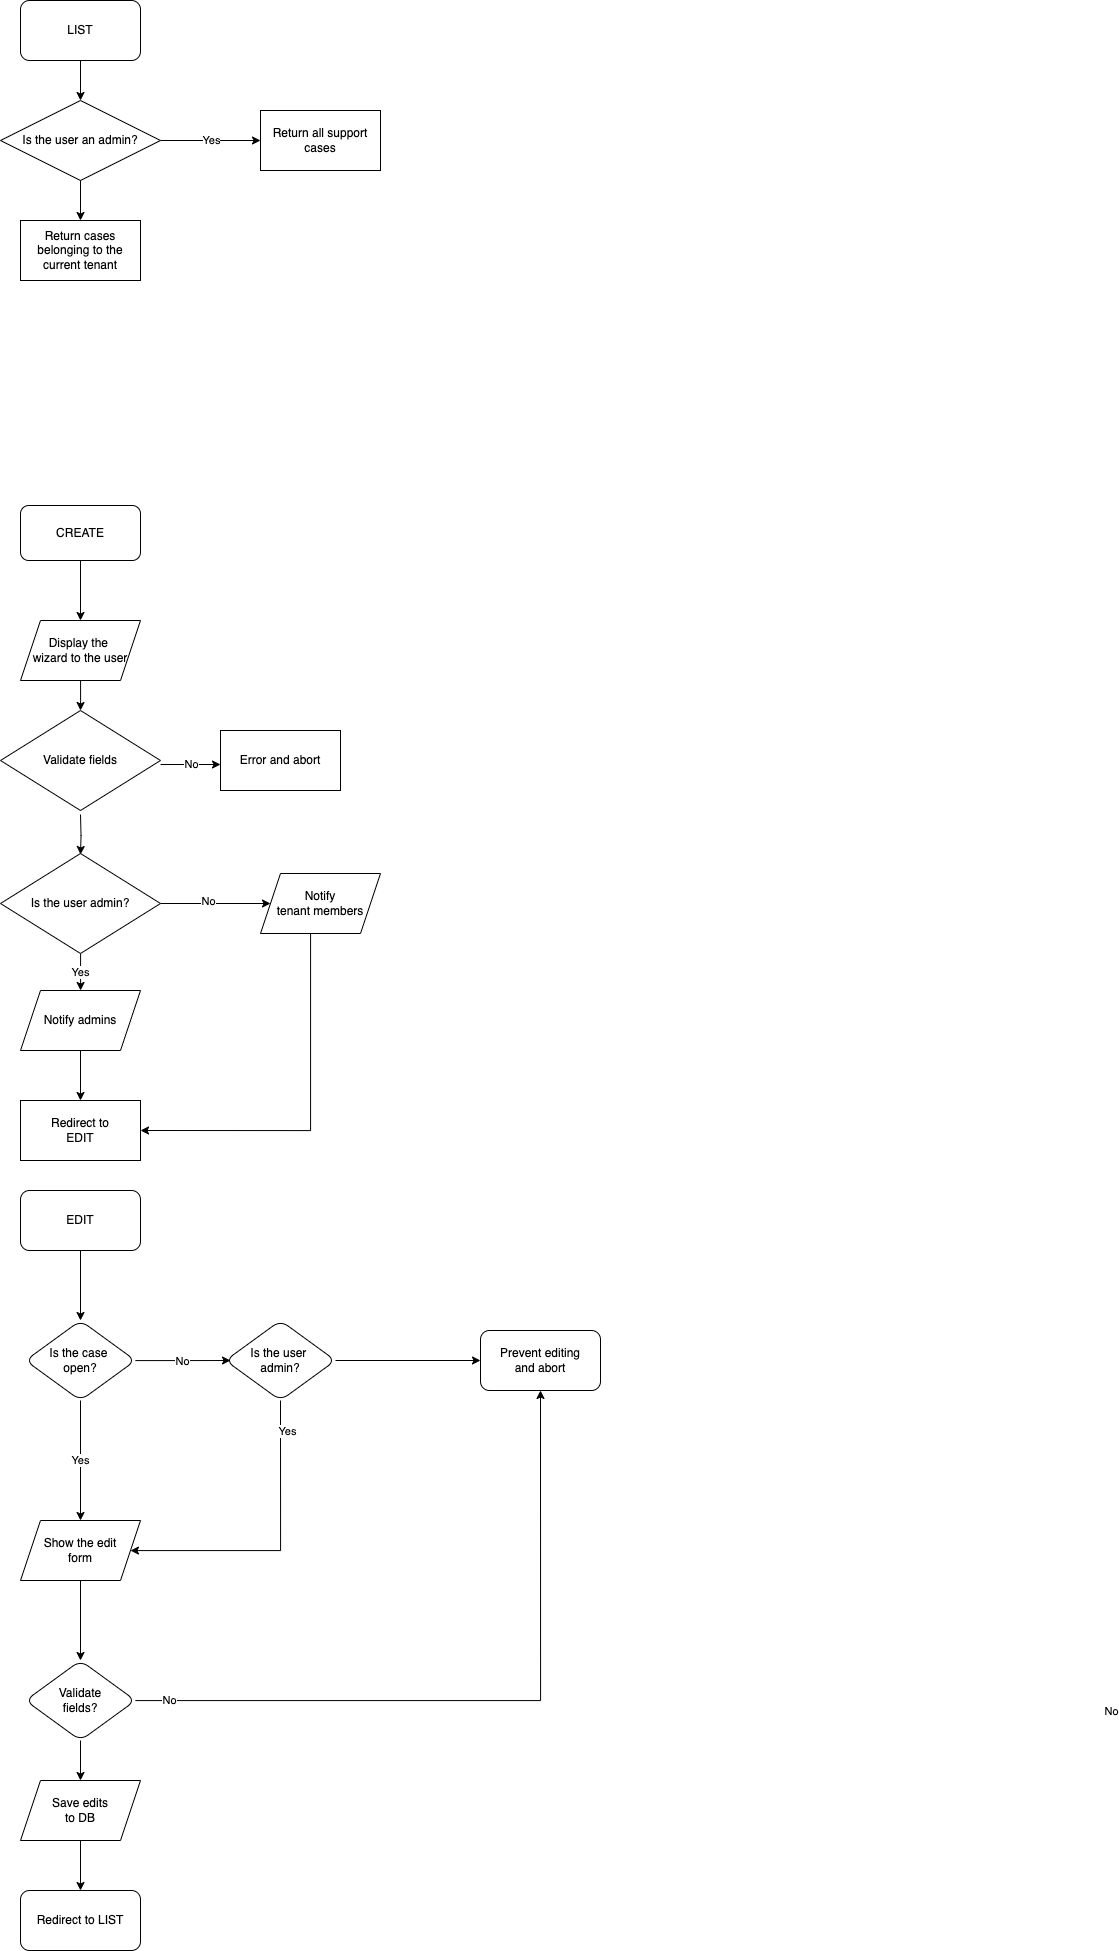 LIST
Is the user an admin?
Yes
Return all support
cases
Return cases
belonging to the
current tenant
CREATE
Display the
wizard to the user
Validate fields
No
Error and abort
Is the user admin?
No
Notify
tenant members
Yes
Notify admins
Redirect to
EDIT
EDIT
Is the case
open?
No
Is the user
admin?
Prevent editing
and abort
Yes
Yes
Show the edit
form
Validate
fields?
No
No
Save edits
to DB
Redirect to LIST